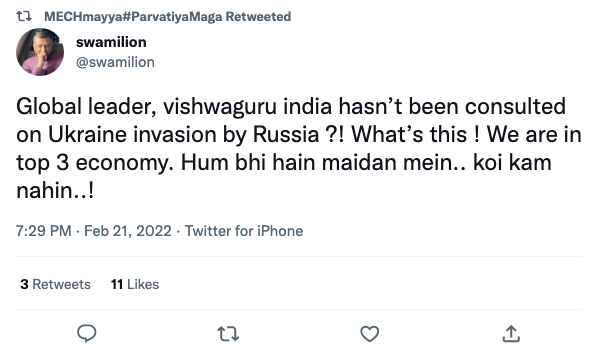 MECHmayya#ParvatiyaMaga Retweeted
swamilion
@swamilion
Global leader, vishwaguru india hasn’t been consulted
on Ukraine invasion by Russia ?! What’s this ! We are in
top 3 economy. Hum bhi hain maidan mein.. koi kam
nahin..!
7:29 PM · Feb 21, 2022 · Twitter for iPhone
3 Retweets 11 Likes